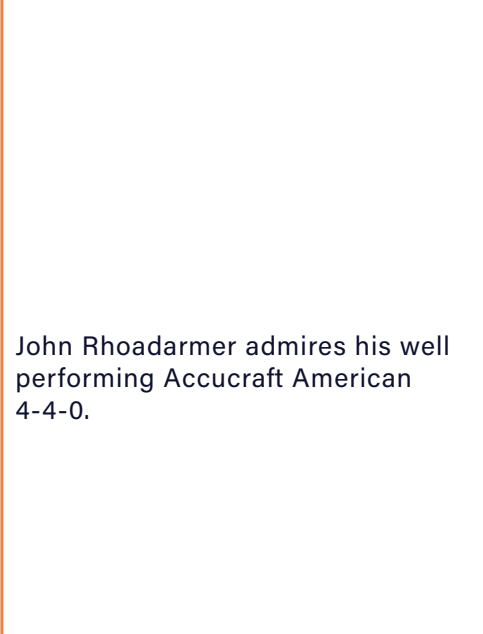 John Rhoadarmer admires his well
performing Accucraft American
4-4-0.